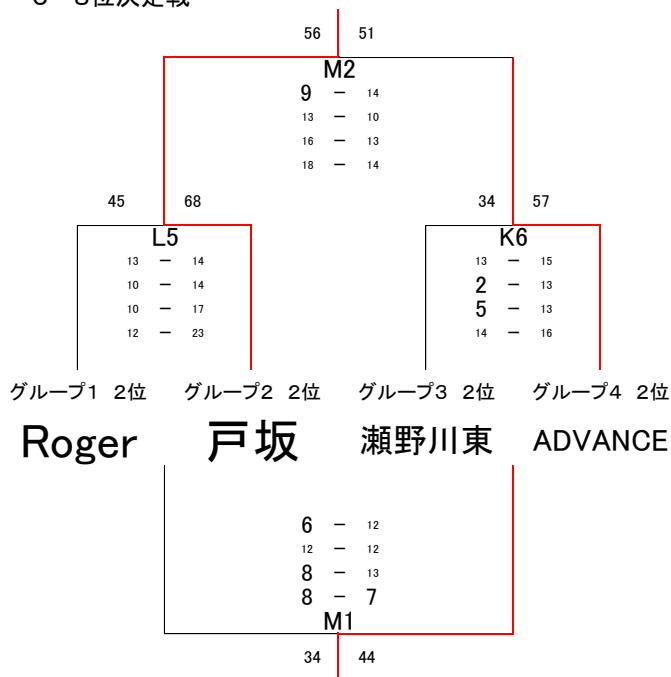 56 51
M2
9 － 14
13 － 10
16 － 13
18 － 14
45 68 34 57
L5 K6
13 － 14 13 － 15
10 － 14 2 － 13
10 － 17 5 － 13
12 － 23 14 － 16
グループ1 2位 グループ2 2位 グループ3 2位 グループ4 2位
Roger 戸坂 瀬野川東 ADVANCE
6 － 12
12 － 12
8 － 13
8 － 7
M1
34 44